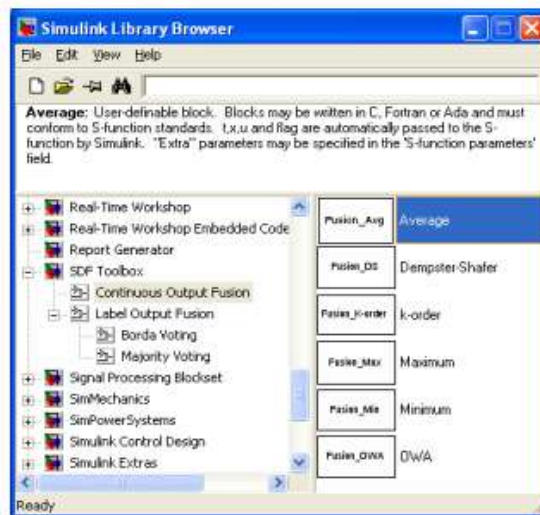 Simulink Library Browser
File Edit View Help
Average: User-definable block. Blocks may be written in C, Fortran or Ada and must
conform to S-function standards. t,x,u and flag are automatically passed to the S-
function by Simulink. "Extra" parameters may be specified in the 'S-function parameters'
field.
Real-Time Workshop
Real-Time Workshop Embedded Code
Report Generator
SDF Toolbox
Continuous Output Fusion
Label Output Fusion
Borda Voting
Majority Voting
Signal Processing Blockset
SimMechanics
SimPowerSystems
Simulink Control Design
Simulink Extras
Fusion_Avg Average
Fusion_DS Dempster-Shafer
Fusion_K-order k-order
Fusion_Max Maximum
Fusion_Min Minimum
Fusion_OWA OWA
Ready